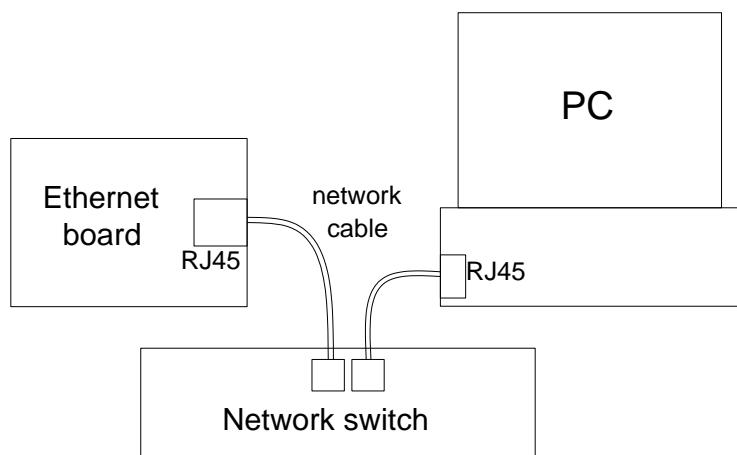 PC
Ethernet
board
RJ45
network
cable
RJ45
Network switch